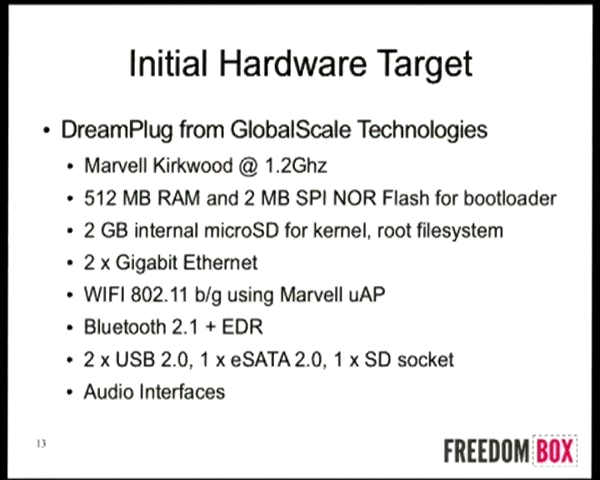 Initial Hardware Target
• DreamPlug from GlobalScale Technologies
• Marvell Kirkwood @ 1.2Ghz
• 512 MB RAM and 2 MB SPI NOR Flash for bootloader
• 2 GB internal microSD for kernel, root filesystem
• 2 x Gigabit Ethernet
• WIFI 802.11 b/g using Marvell uAP
• Bluetooth 2.1 + EDR
• 2 x USB 2.0, 1 x eSATA 2.0, 1 x SD socket
• Audio Interfaces
13
FREEDOM BOX